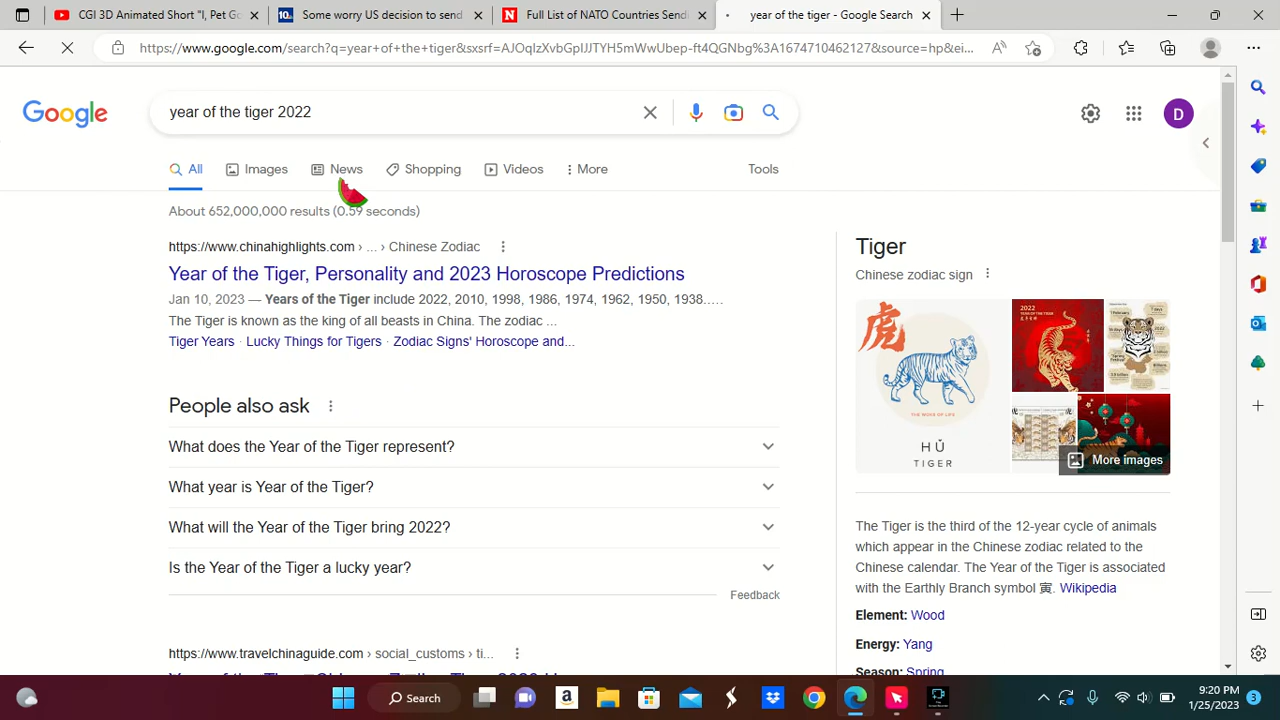 CGI 3D Animated Short "I, Pet Go
Some worry US decision to send
Full List of NATO Countries Sendi
year of the tiger - Google Search
https://www.google.com/search?q=year+of+the+tiger&sxsrf=AJOqlzXvbGpIJJTYH5mWwUbep-ft4QGNbg%3A1674710462127&source=hp&ei...
Google
year of the tiger 2022
D
All
Images
News
Shopping
Videos
More
Tools
About 652,000,000 results (0.59 seconds)
https://www.chinahighlights.com › ... › Chinese Zodiac
Year of the Tiger, Personality and 2023 Horoscope Predictions
Jan 10, 2023 — Years of the Tiger include 2022, 2010, 1998, 1986, 1974, 1962, 1950, 1938.….
The Tiger is known as the king of all beasts in China. The zodiac ...
Tiger Years · Lucky Things for Tigers · Zodiac Signs' Horoscope and...
People also ask
What does the Year of the Tiger represent?
What year is Year of the Tiger?
What will the Year of the Tiger bring 2022?
Is the Year of the Tiger a lucky year?
Feedback
https://www.travelchinaguide.com › social_customs › ti...
Tiger
Chinese zodiac sign
虎
HŬ
TIGER
2022
More images
The Tiger is the third of the 12-year cycle of animals
which appear in the Chinese zodiac related to the
Chinese calendar. The Year of the Tiger is associated
with the Earthly Branch symbol 寅. Wikipedia
Element: Wood
Energy: Yang
Season: Spring
Search
9:20 PM
1/25/2023
3